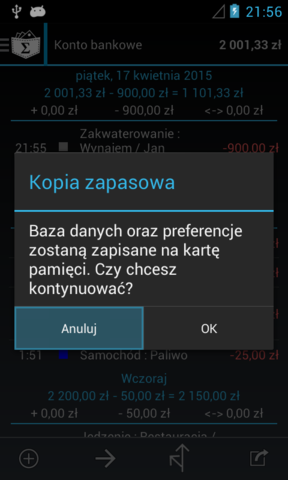 21:56
Σ
Konto bankowe 2 001,33 zł
piątek, 17 kwietnia 2015
2 001,33 zł - 900,00 zł = 1 101,33 zł
+ 0,00 zł - 900,00 zł <-> 0,00 zł
Zakwaterowanie :
21:55 Wynajem / Jan -900,00 zł
Kopia zapasowa
Baza danych oraz preferencje
zostaną zapisane na kartę
pamięci. Czy chcesz
kontynuować?
Anuluj OK
1:51 Samochód : Paliwo -25,00 zł
Wczoraj
2 200,00 zł - 50,00 zł = 2 150,00 zł
+ 0,00 zł - 50,00 zł <-> 0,00 zł
Jedzenie : Restauracja /